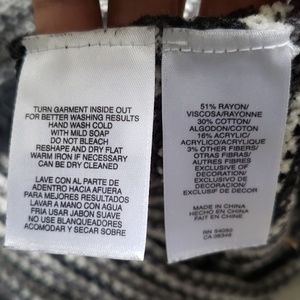 TURN GARMENT INSIDE OUT
FOR BETTER WASHING RESULTS
HAND WASH COLD
WITH MILD SOAP
DO NOT BLEACH
RESHAPE AND DRY FLAT
WARM IRON IF NECESSARY
CAN BE DRY CLEANED
LAVE CON AL PARTE DE
ADENTRO HACIA AFUERA
PARA MEJORES RESULTADOS
LAVAR A MANO CON AGUA
FRIA USAR JABON SUAVE
NO USE BLANQUEADORES
ACOMODAR Y SECAR SOBRE
51% RAYON/
VISCOSA/RAYONNE
30% COTTON/
ALGODON/COTON
16% ACRYLIC/
ACRILICO/ACRYLIQUE
3% OTHER FIBERS/
OTRAS FIBRAS/
AUTRES FIBRES
EXCLUSIVE OF
DECORATION/
EXCLUSIVO DE
DECORACION/
EXCLUSIF DE DECOR
MADE IN CHINA
HECHO EN CHINA
FAIT EN CHINE
RN 54050
CA